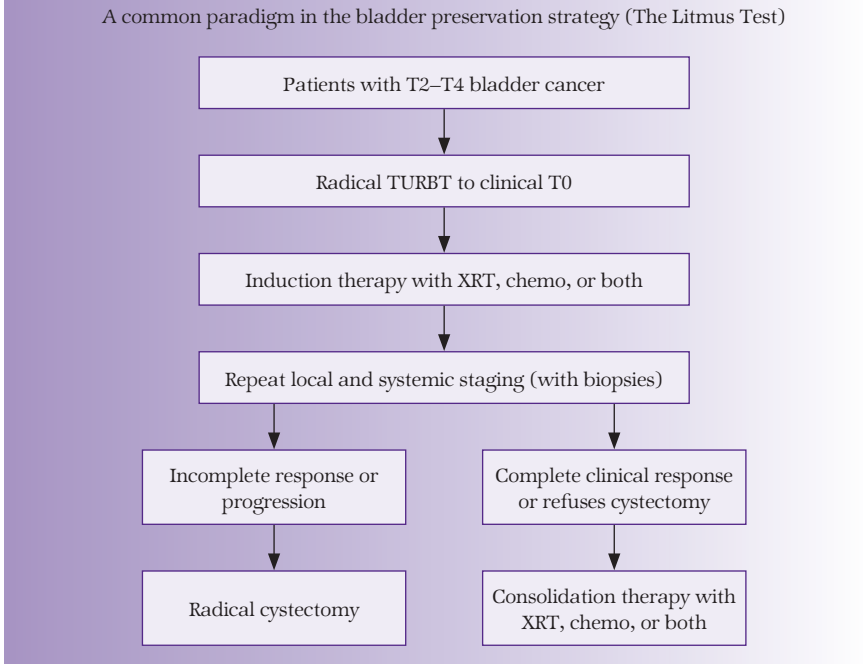 A common paradigm in the bladder preservation strategy (The Litmus Test)
Patients with T2–T4 bladder cancer
Radical TURBT to clinical T0
Induction therapy with XRT, chemo, or both
Repeat local and systemic staging (with biopsies)
Incomplete response or
progression
Complete clinical response
or refuses cystectomy
Radical cystectomy
Consolidation therapy with
XRT, chemo, or both